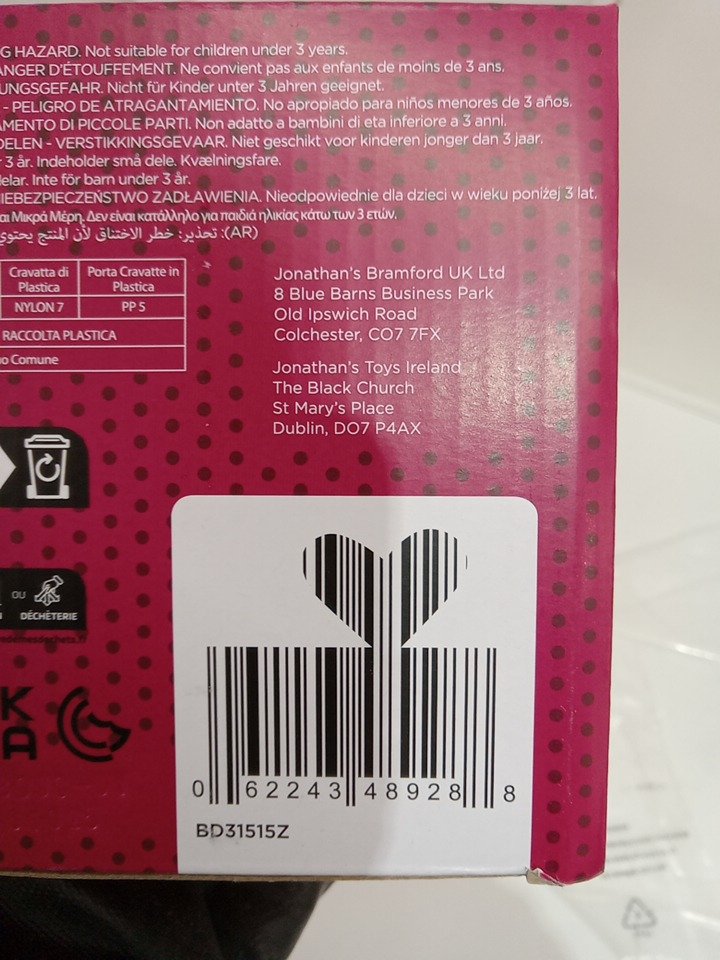 HAZARD. Not suitable for children under 3 years.
D'ÉTOUFFEMENT. Ne convient pas aux enfants de moins de 3 ans.
Nicht für Kinder unter 3 Jahren geeignet.
- PELIGRO DE ATRAGANTAMIENTO. No apropiado para niños menores de 3 años.
DI PICCOLE PARTI. Non adatto a bambini di eta inferiore a 3 anni.
- VERSTIKKINGSGEVAAR. Niet geschikt voor kinderen jonger dan 3 jaar.
3 år. Indeholder små dele. Kvælningsfare.
Inte för barn under 3 år.
ZADŁAWIENIA. Nieodpowiednie dla dzieci w wieku poniżej 3 lat.
Μικρά Μέρη. Δεν είναι κατάλληλο για παιδιά ηλικίας κάτω των 3 ετών.
(AR): تحذير: خطر الاختناق لأن المنتج يحتوي
Cravatta di Plastica
Porta Cravatte in Plastica
NYLON 7
PP 5
RACCOLTA PLASTICA
Comune
Jonathan's Bramford UK Ltd
8 Blue Barns Business Park
Old Ipswich Road
Colchester, CO7 7FX
Jonathan's Toys Ireland
The Black Church
St Mary's Place
Dublin, DO7 P4AX
OU
DÉCHÈTERIE
0 62243 48928 8
BD31515Z